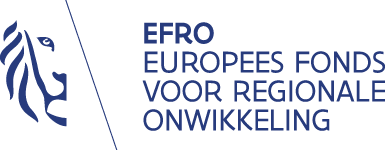 EFRO
EUROPEES FONDS
VOOR REGIONALE
ONWIKKELING